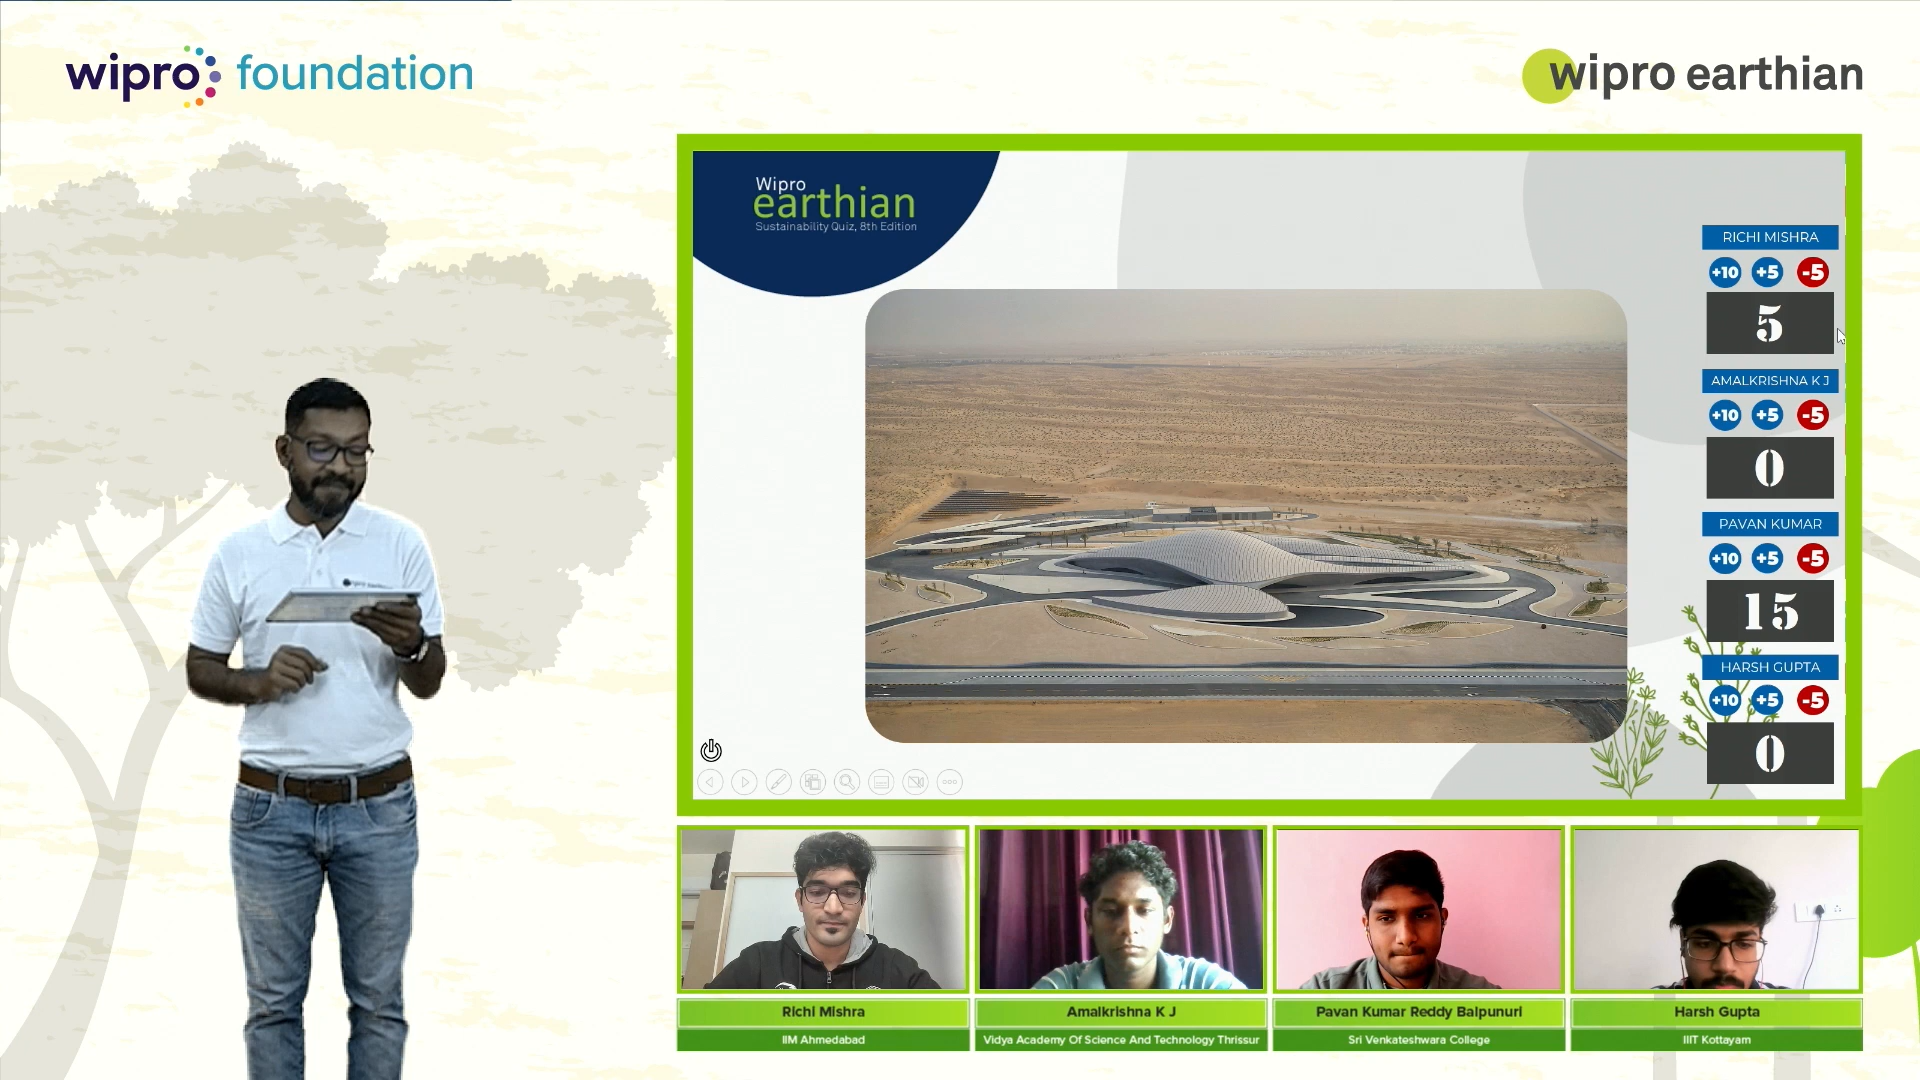 wipro foundation
wipro earthian
Wipro
earthian
Sustainability Quiz, 8th Edition
RICHI MISHRA
+10 +5 -5
5
AMALKRISHNA K J
+10 +5 -5
0
PAVAN KUMAR
+10 +5 -5
15
HARSH GUPTA
+10 +5 -5
0
Richi Mishra
IIM Ahmedabad
Amalkrishna K J
Vidya Academy Of Science And Technology Thrissur
Pavan Kumar Reddy Balpunuri
Sri Venkateshwara College
Harsh Gupta
IIIT Kottayam